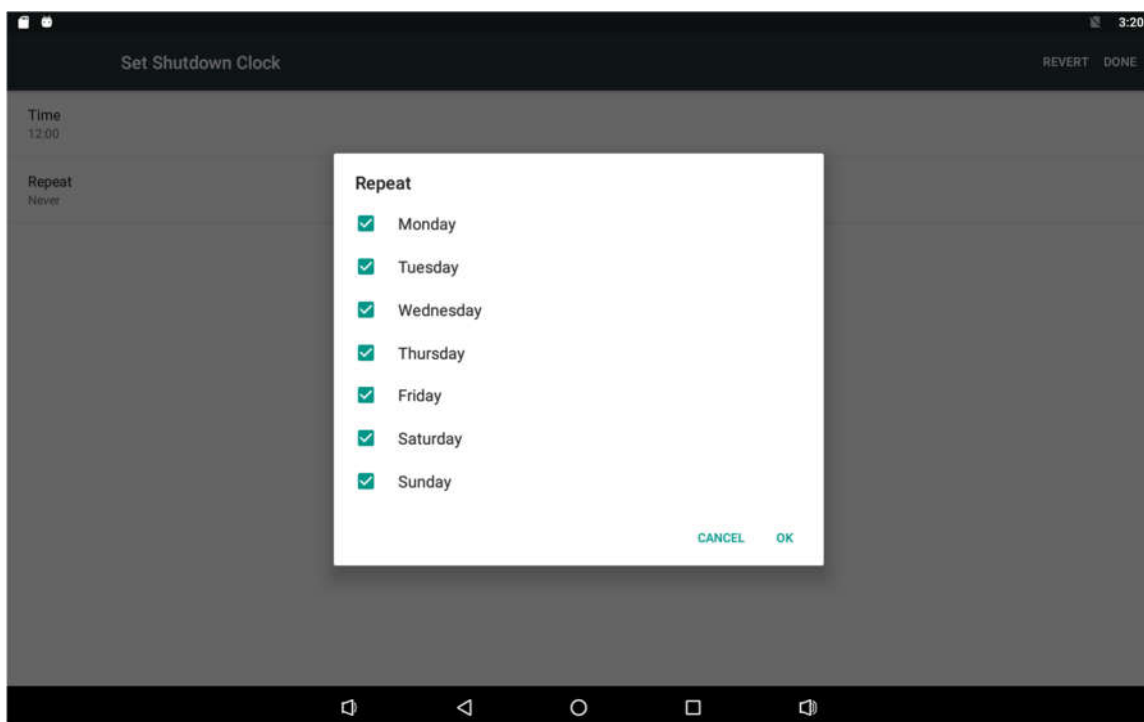 3:20
Set Shutdown Clock
REVERT DONE
Time
12:00
Repeat
Never
Repeat
Monday
Tuesday
Wednesday
Thursday
Friday
Saturday
Sunday
CANCEL OK